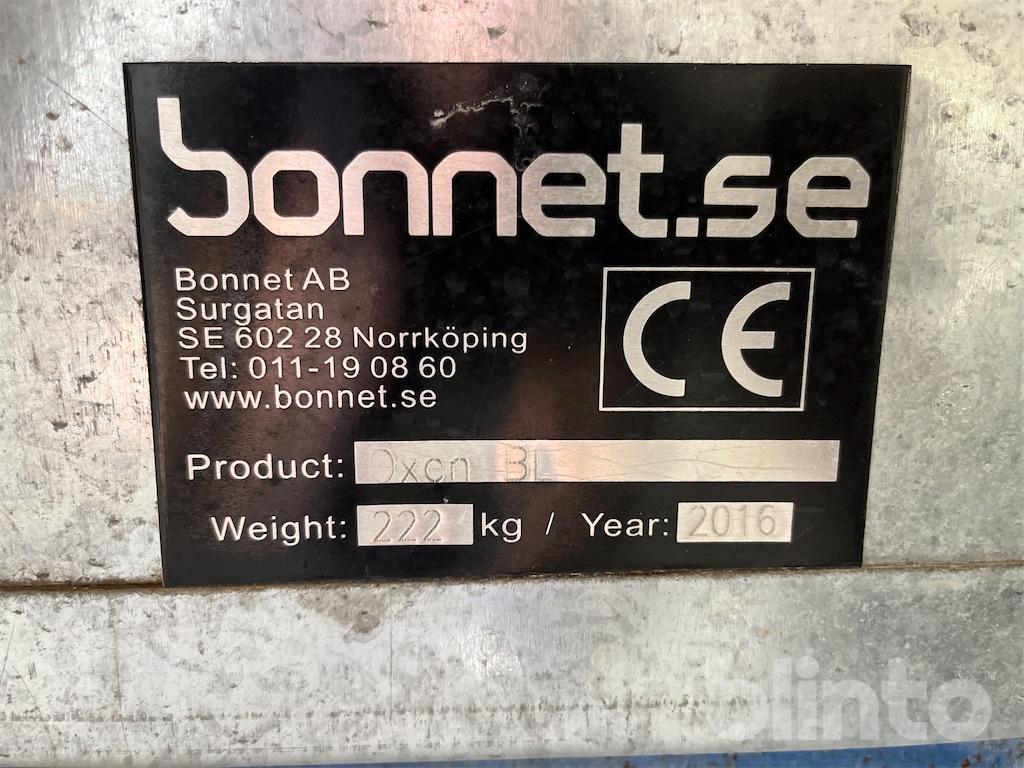 bonnet.se
Bonnet AB
Surgatan
SE 602 28 Norrköping
Tel: 011-19 08 60
www.bonnet.se
CE
Product: Oxen BL
Weight: 222 kg / Year: 2016
blinto